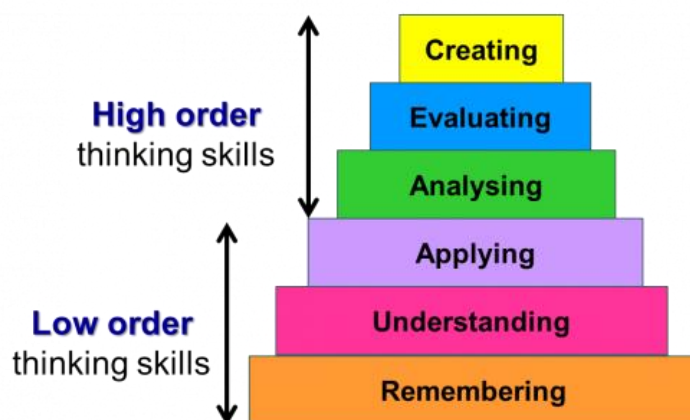 Creating
Evaluating
High order
thinking skills
Analysing
Applying
Low order
thinking skills
Understanding
Remembering